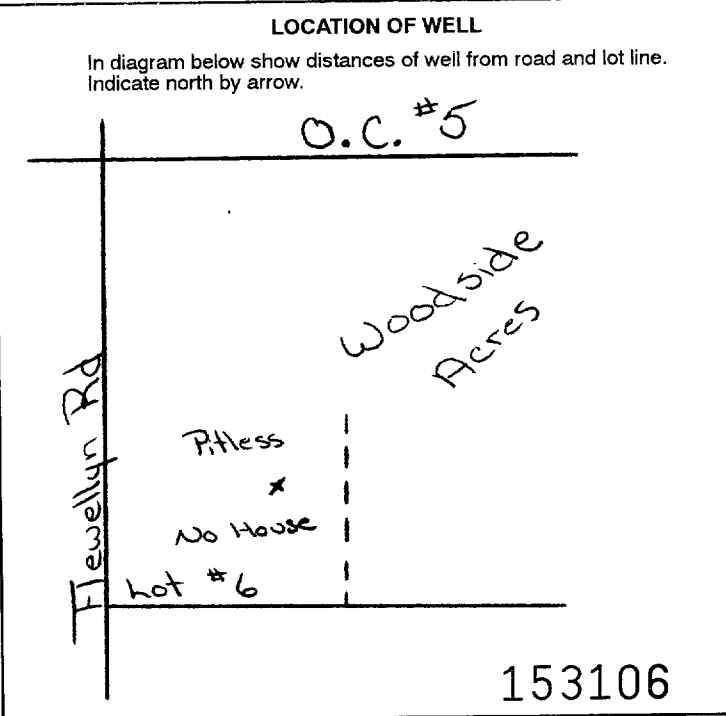 LOCATION OF WELL
In diagram below show distances of well from road and lot line.
Indicate north by arrow.
O.C. #5
Woodside
Acres
Flewellyn Rd
Pitless
x
No House
Lot #6
153106